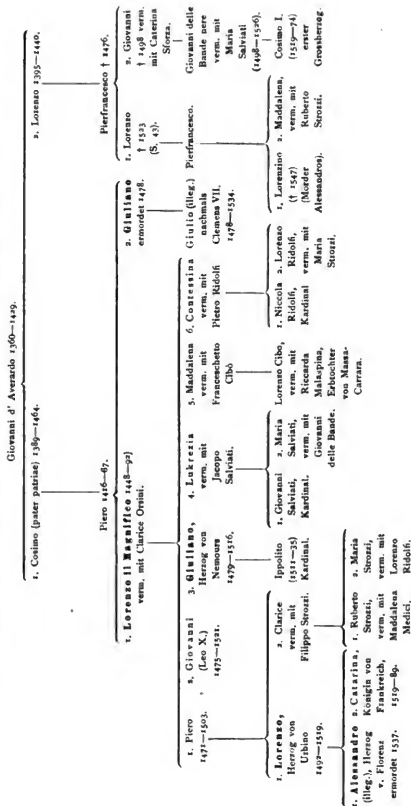 Giovanni d' Averardo 1360—1429.
1. Cosimo (pater patriae) 1389—1464.
2. Lorenzo 1395—1440.
Piero 1416—67.
Pierfrancesco † 1476.
1. Lorenzo il Magnifico 1448—92)
verm. mit Clarice Orsini.
2. Giuliano
ermordet 1478.
1. Lorenzo
† 1523
(S. 43).
2. Giovanni
† 1498 verm.
mit Caterina
Sforza.
1. Piero
1471—1503.
2. Giovanni
(Leo X.)
1475—1521.
3. Giuliano,
Herzog von
Nemours
1479—1516.
4. Lukrezia
verm. mit
Jacopo
Salviati.
5. Maddalena
verm. mit
Franceschetto
Cibò
6. Contessina
verm. mit
Pietro Ridolfi
Giulio (illeg.)
nachmals
Clemens VII.
1478—1534.
Pierfrancesco.
Giovanni delle
Bande nere
verm. mit
Maria
Salviati
(1498—1526).
1. Lorenzo,
Herzog von
Urbino
1492—1519.
2. Clarice
verm. mit
Filippo Strozzi.
Ippolito
(1511—35)
Kardinal.
1. Giovanni
Salviati,
Kardinal.
2. Maria
Salviati,
verm. mit
Giovanni
delle Bande.
Lorenzo Cibo,
verm. mit
Riccarda
Malaspina,
Erbtochter
von Massa-
Carrara.
1. Niccola
Ridolfi,
Kardinal
2. Lorenzo
Ridolfi,
verm. mit
Maria
Strozzi.
1. Lorenzino
(† 1547)
(Mörder
Alessandros).
2. Maddalena,
verm. mit
Ruberto
Strozzi.
Cosimo I.
(1519—74)
erster
Grossherzog.
1. Alessandro
(illeg.), Herzog
v. Florenz
ermordet 1537.
2. Catarina,
Königin von
Frankreich,
1519—89.
1. Ruberto
Strozzi,
verm. mit
Maddalena
Medici.
2. Maria
Strozzi,
verm. mit
Lorenzo
Ridolfi.